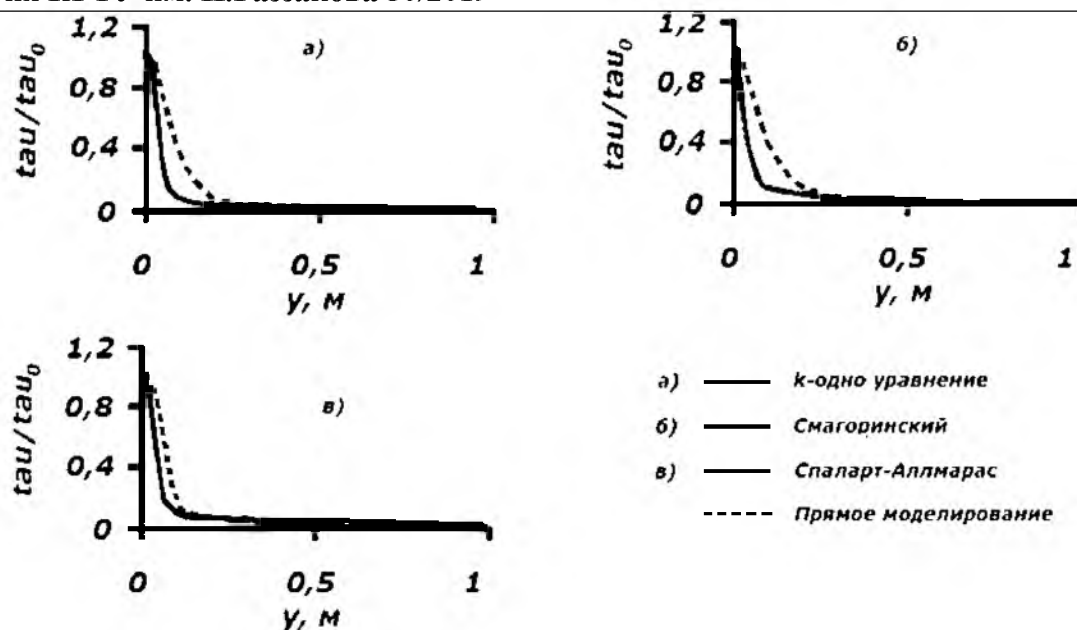 1,2
0,8
0,4
0
tau/tau₀
а)
0
0,5
1
y, м
1,2
0,8
0,4
0
tau/tau₀
б)
0
0,5
1
y, м
1,2
0,8
0,4
0
tau/tau₀
в)
0
0,5
1
y, м
а) k-одно уравнение
б) Смагоринский
в) Спаларт-Аллмарас
Прямое моделирование